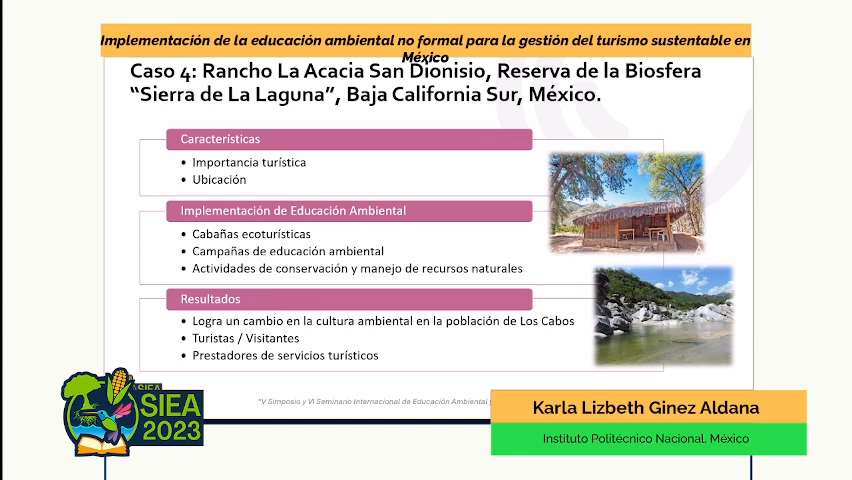 Implementación de la educación ambiental no formal para la gestión del turismo sustentable en
México
Caso 4: Rancho La Acacia San Dionisio, Reserva de la Biosfera
“Sierra de La Laguna”, Baja California Sur, México.
Características
• Importancia turística
• Ubicación
Implementación de Educación Ambiental
• Cabañas ecoturísticas
• Campañas de educación ambiental
• Actividades de conservación y manejo de recursos naturales
Resultados
• Logra un cambio en la cultura ambiental en la población de Los Cabos
• Turistas / Visitantes
• Prestadores de servicios turísticos
"V Simposio y VI Seminario Internacional de Educación Ambiental
SIEA
SIEA
2023
Karla Lizbeth Ginez Aldana
Instituto Politécnico Nacional. México